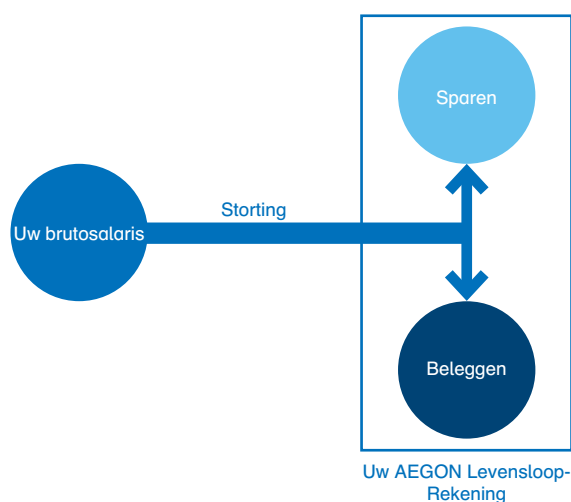 Sparen
Storting
Uw brutosalaris
Beleggen
Uw AEGON Levensloop-
Rekening